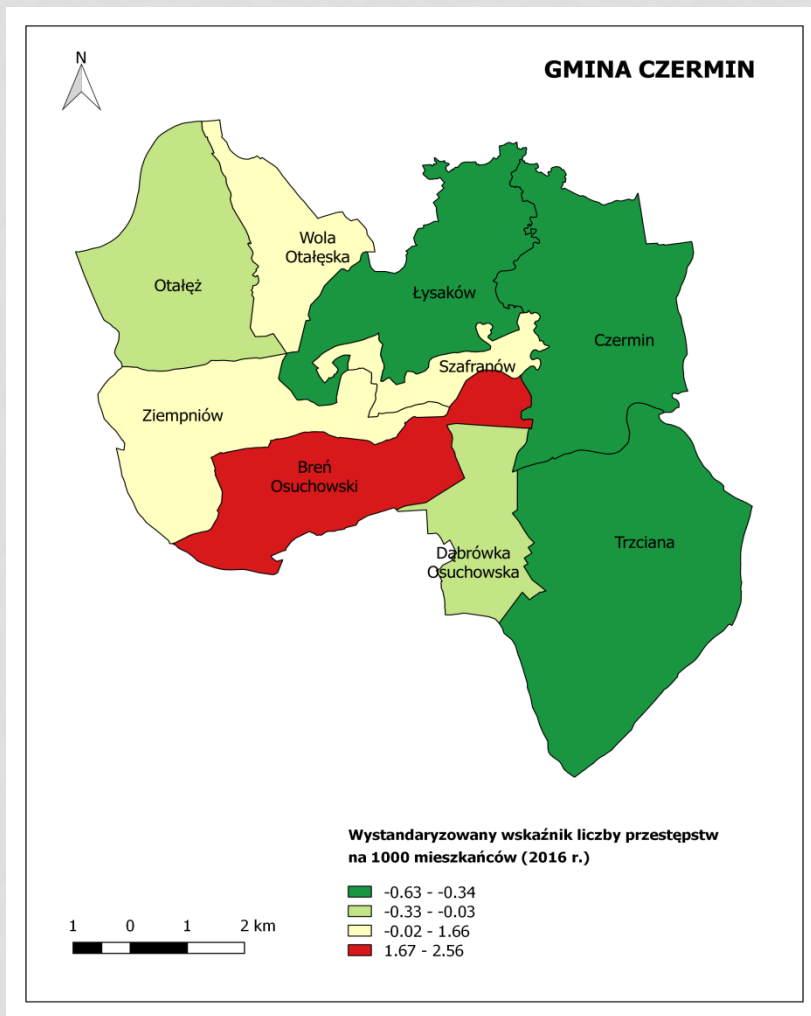 N
GMINA CZERMIN
Wola
Otałęska
Otałęż
Łysaków
Czermin
Szafranów
Ziempniów
Breń
Osuchowski
Trzciana
Dąbrówka
Osuchowska
Wystandaryzowany wskaźnik liczby przestępstw
na 1000 mieszkańców (2016 r.)
-0.63 - -0.34
-0.33 - -0.03
-0.02 - 1.66
1.67 - 2.56
1 0 1 2 km